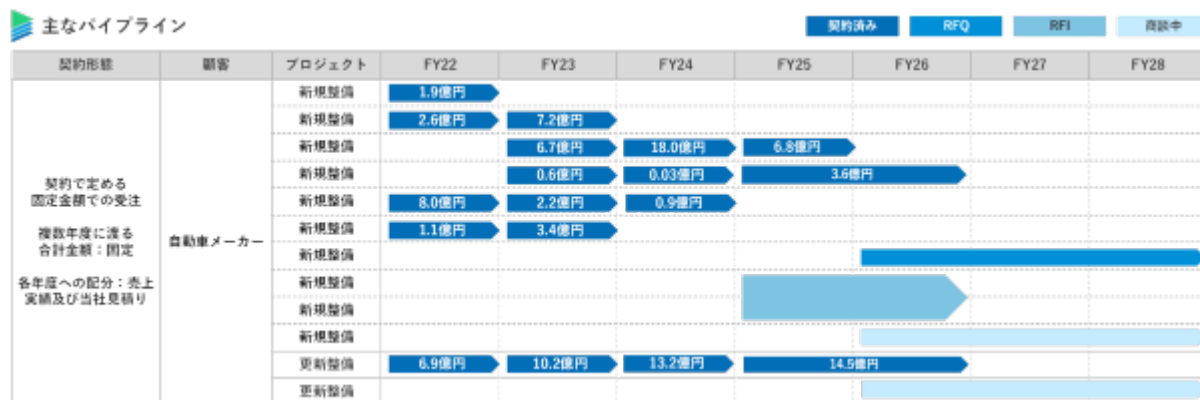 主なパイプライン
契約済み RFQ RFI 商談中
契約形態 顧客 プロジェクト FY22 FY23 FY24 FY25 FY26 FY27 FY28
新規整備 1.9億円
新規整備 2.6億円 7.2億円
新規整備 6.7億円 18.0億円 6.8億円
新規整備 0.6億円 0.03億円 3.6億円
契約で定める
固定金額での受注
複数年度に渡る
合計金額：固定
各年度への配分：売上
実績及び当社見積り
自動車メーカー
新規整備 8.0億円 2.2億円 0.9億円
新規整備 1.1億円 3.4億円
新規整備
新規整備
新規整備
新規整備
更新整備 6.9億円 10.2億円 13.2億円 14.5億円
更新整備